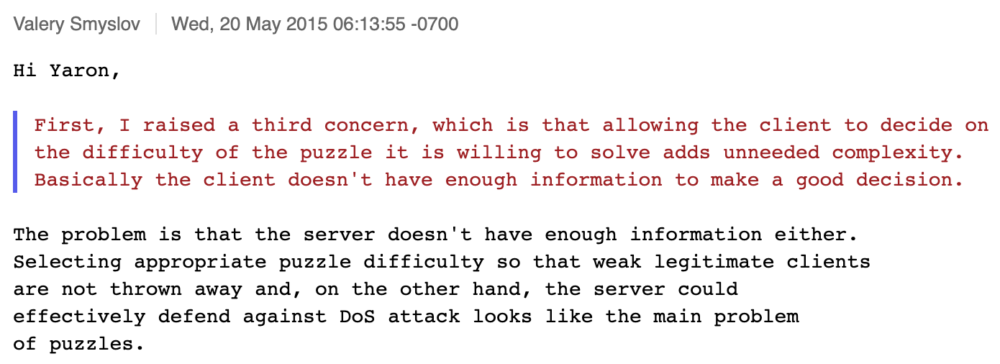 Valery Smyslov Wed, 20 May 2015 06:13:55 -0700
Hi Yaron,
First, I raised a third concern, which is that allowing the client to decide on
the difficulty of the puzzle it is willing to solve adds unneeded complexity.
Basically the client doesn't have enough information to make a good decision.
The problem is that the server doesn't have enough information either.
Selecting appropriate puzzle difficulty so that weak legitimate clients
are not thrown away and, on the other hand, the server could
effectively defend against DoS attack looks like the main problem
of puzzles.